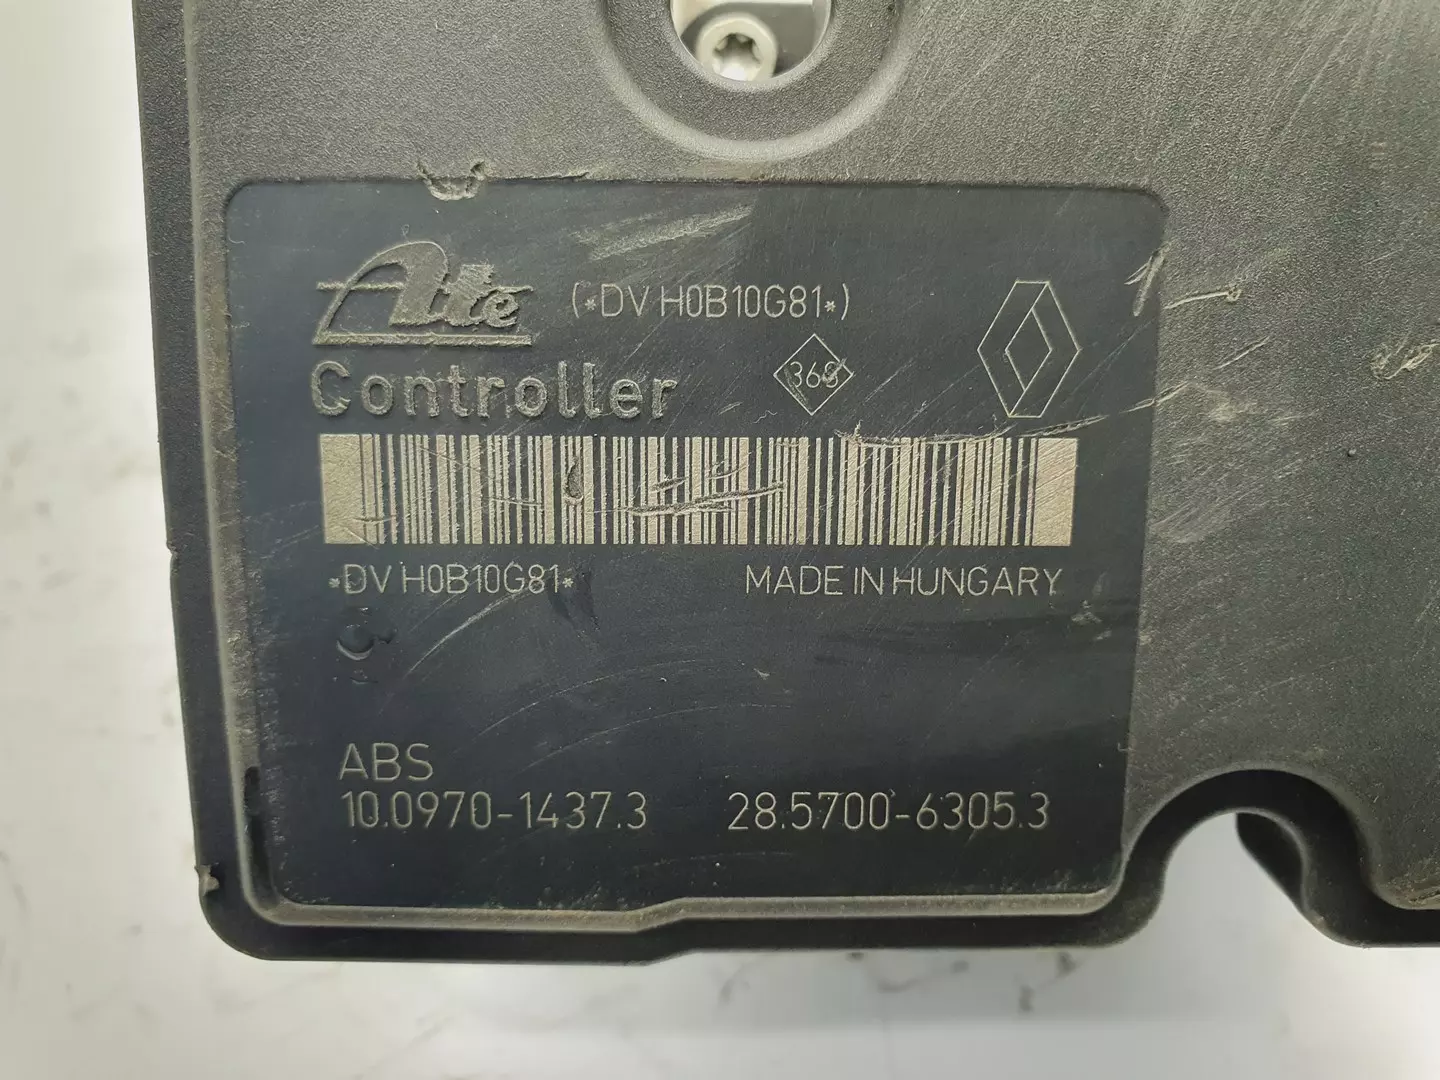 Ate (*DV H0B10G81*)
Controller 368
*DV H0B10G81* MADE IN HUNGARY
ABS
10.0970-1437.3 28.5700-6305.3